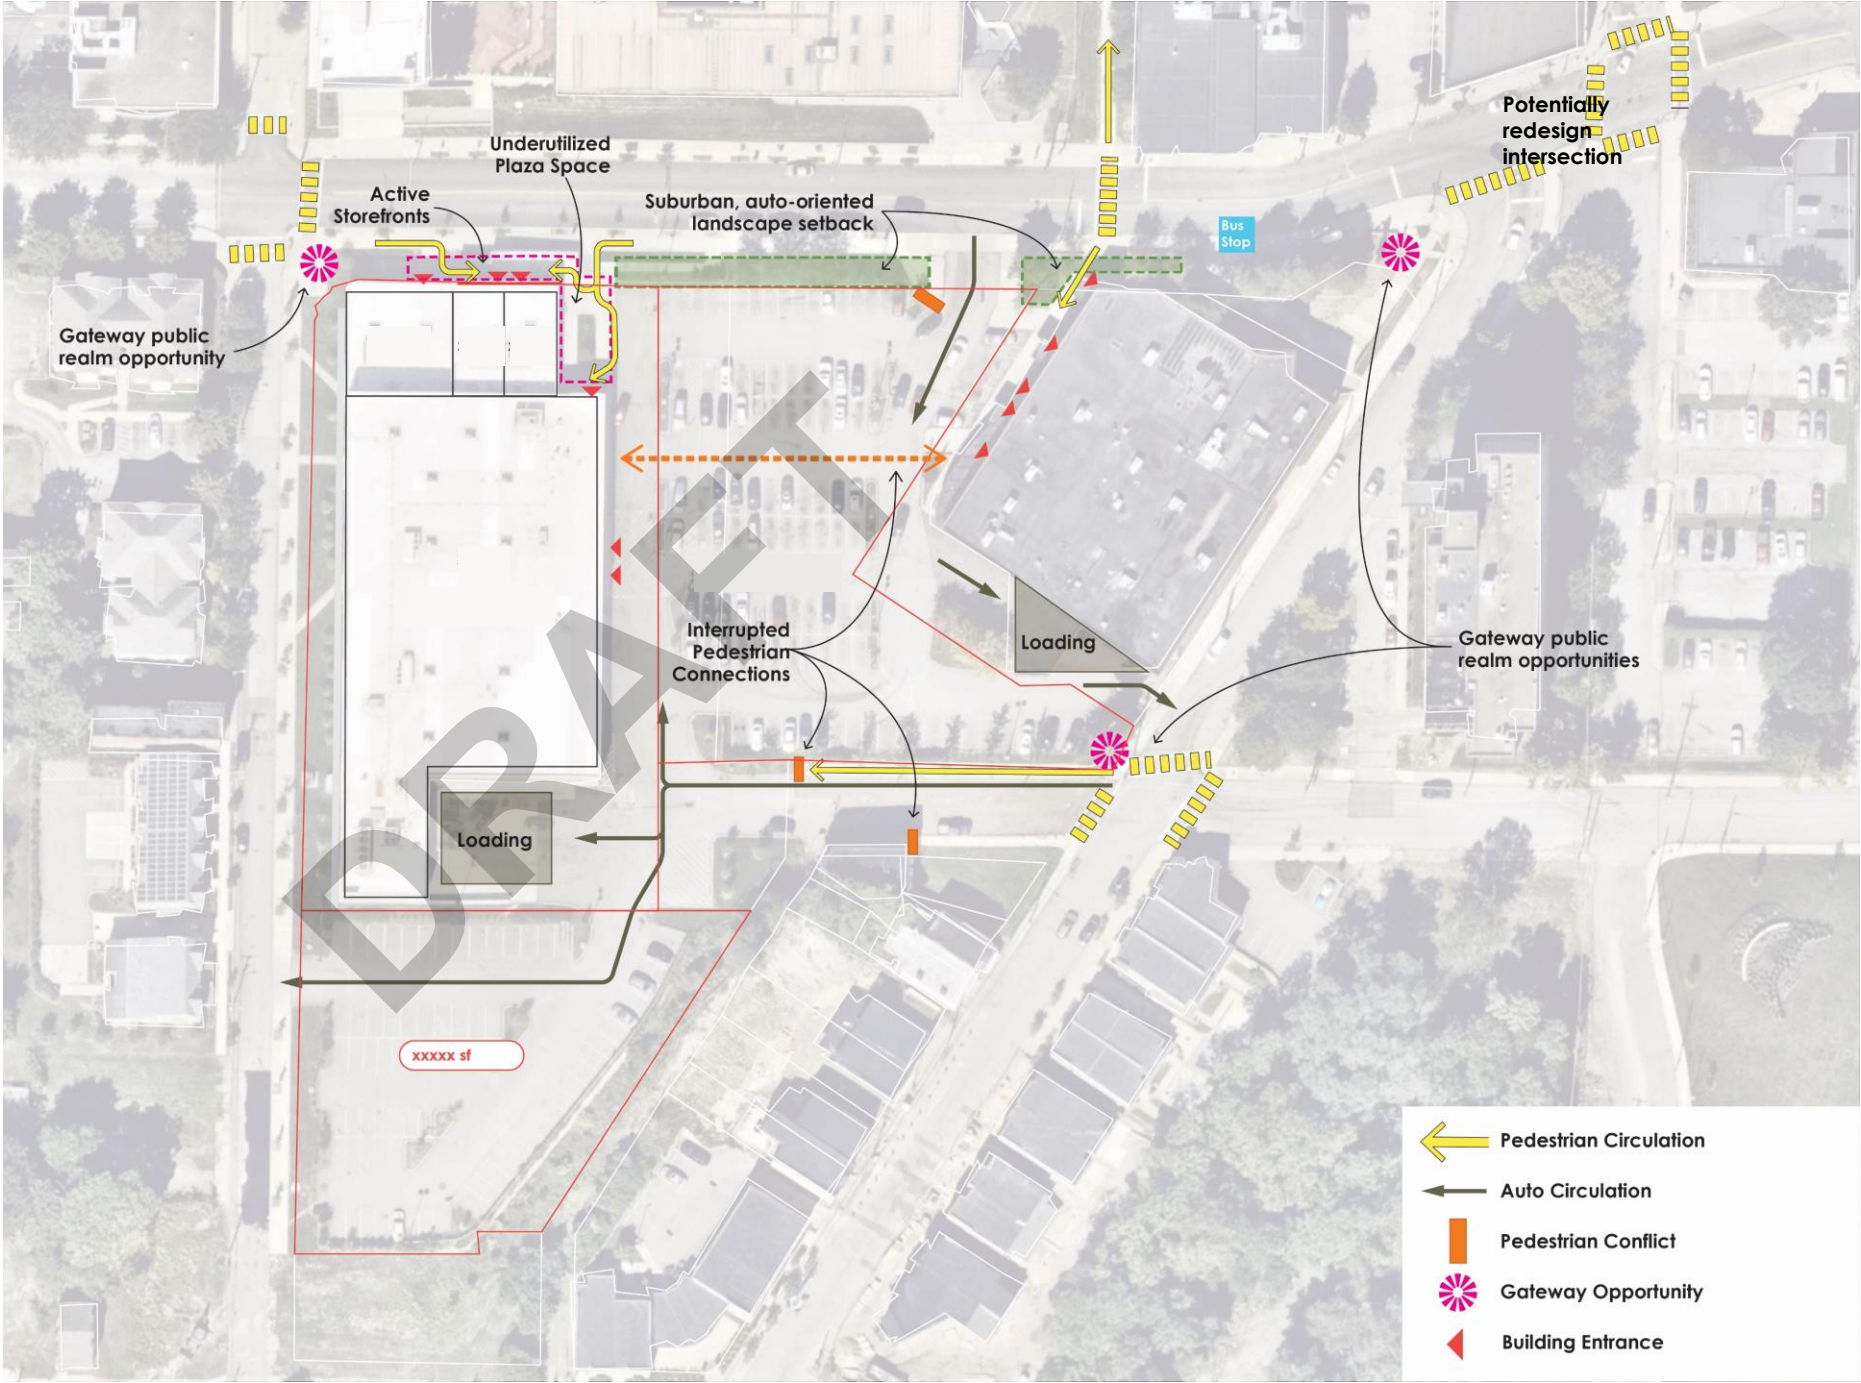 Potentially
redesign
intersection
Underutilized
Plaza Space
Active
Storefronts
Suburban, auto-oriented
landscape setback
Bus
Stop
Gateway public
realm opportunity
DRAFT
Interrupted
Pedestrian
Connections
Loading
Gateway public
realm opportunities
Loading
xxxxx sf
Pedestrian Circulation
Auto Circulation
Pedestrian Conflict
Gateway Opportunity
Building Entrance